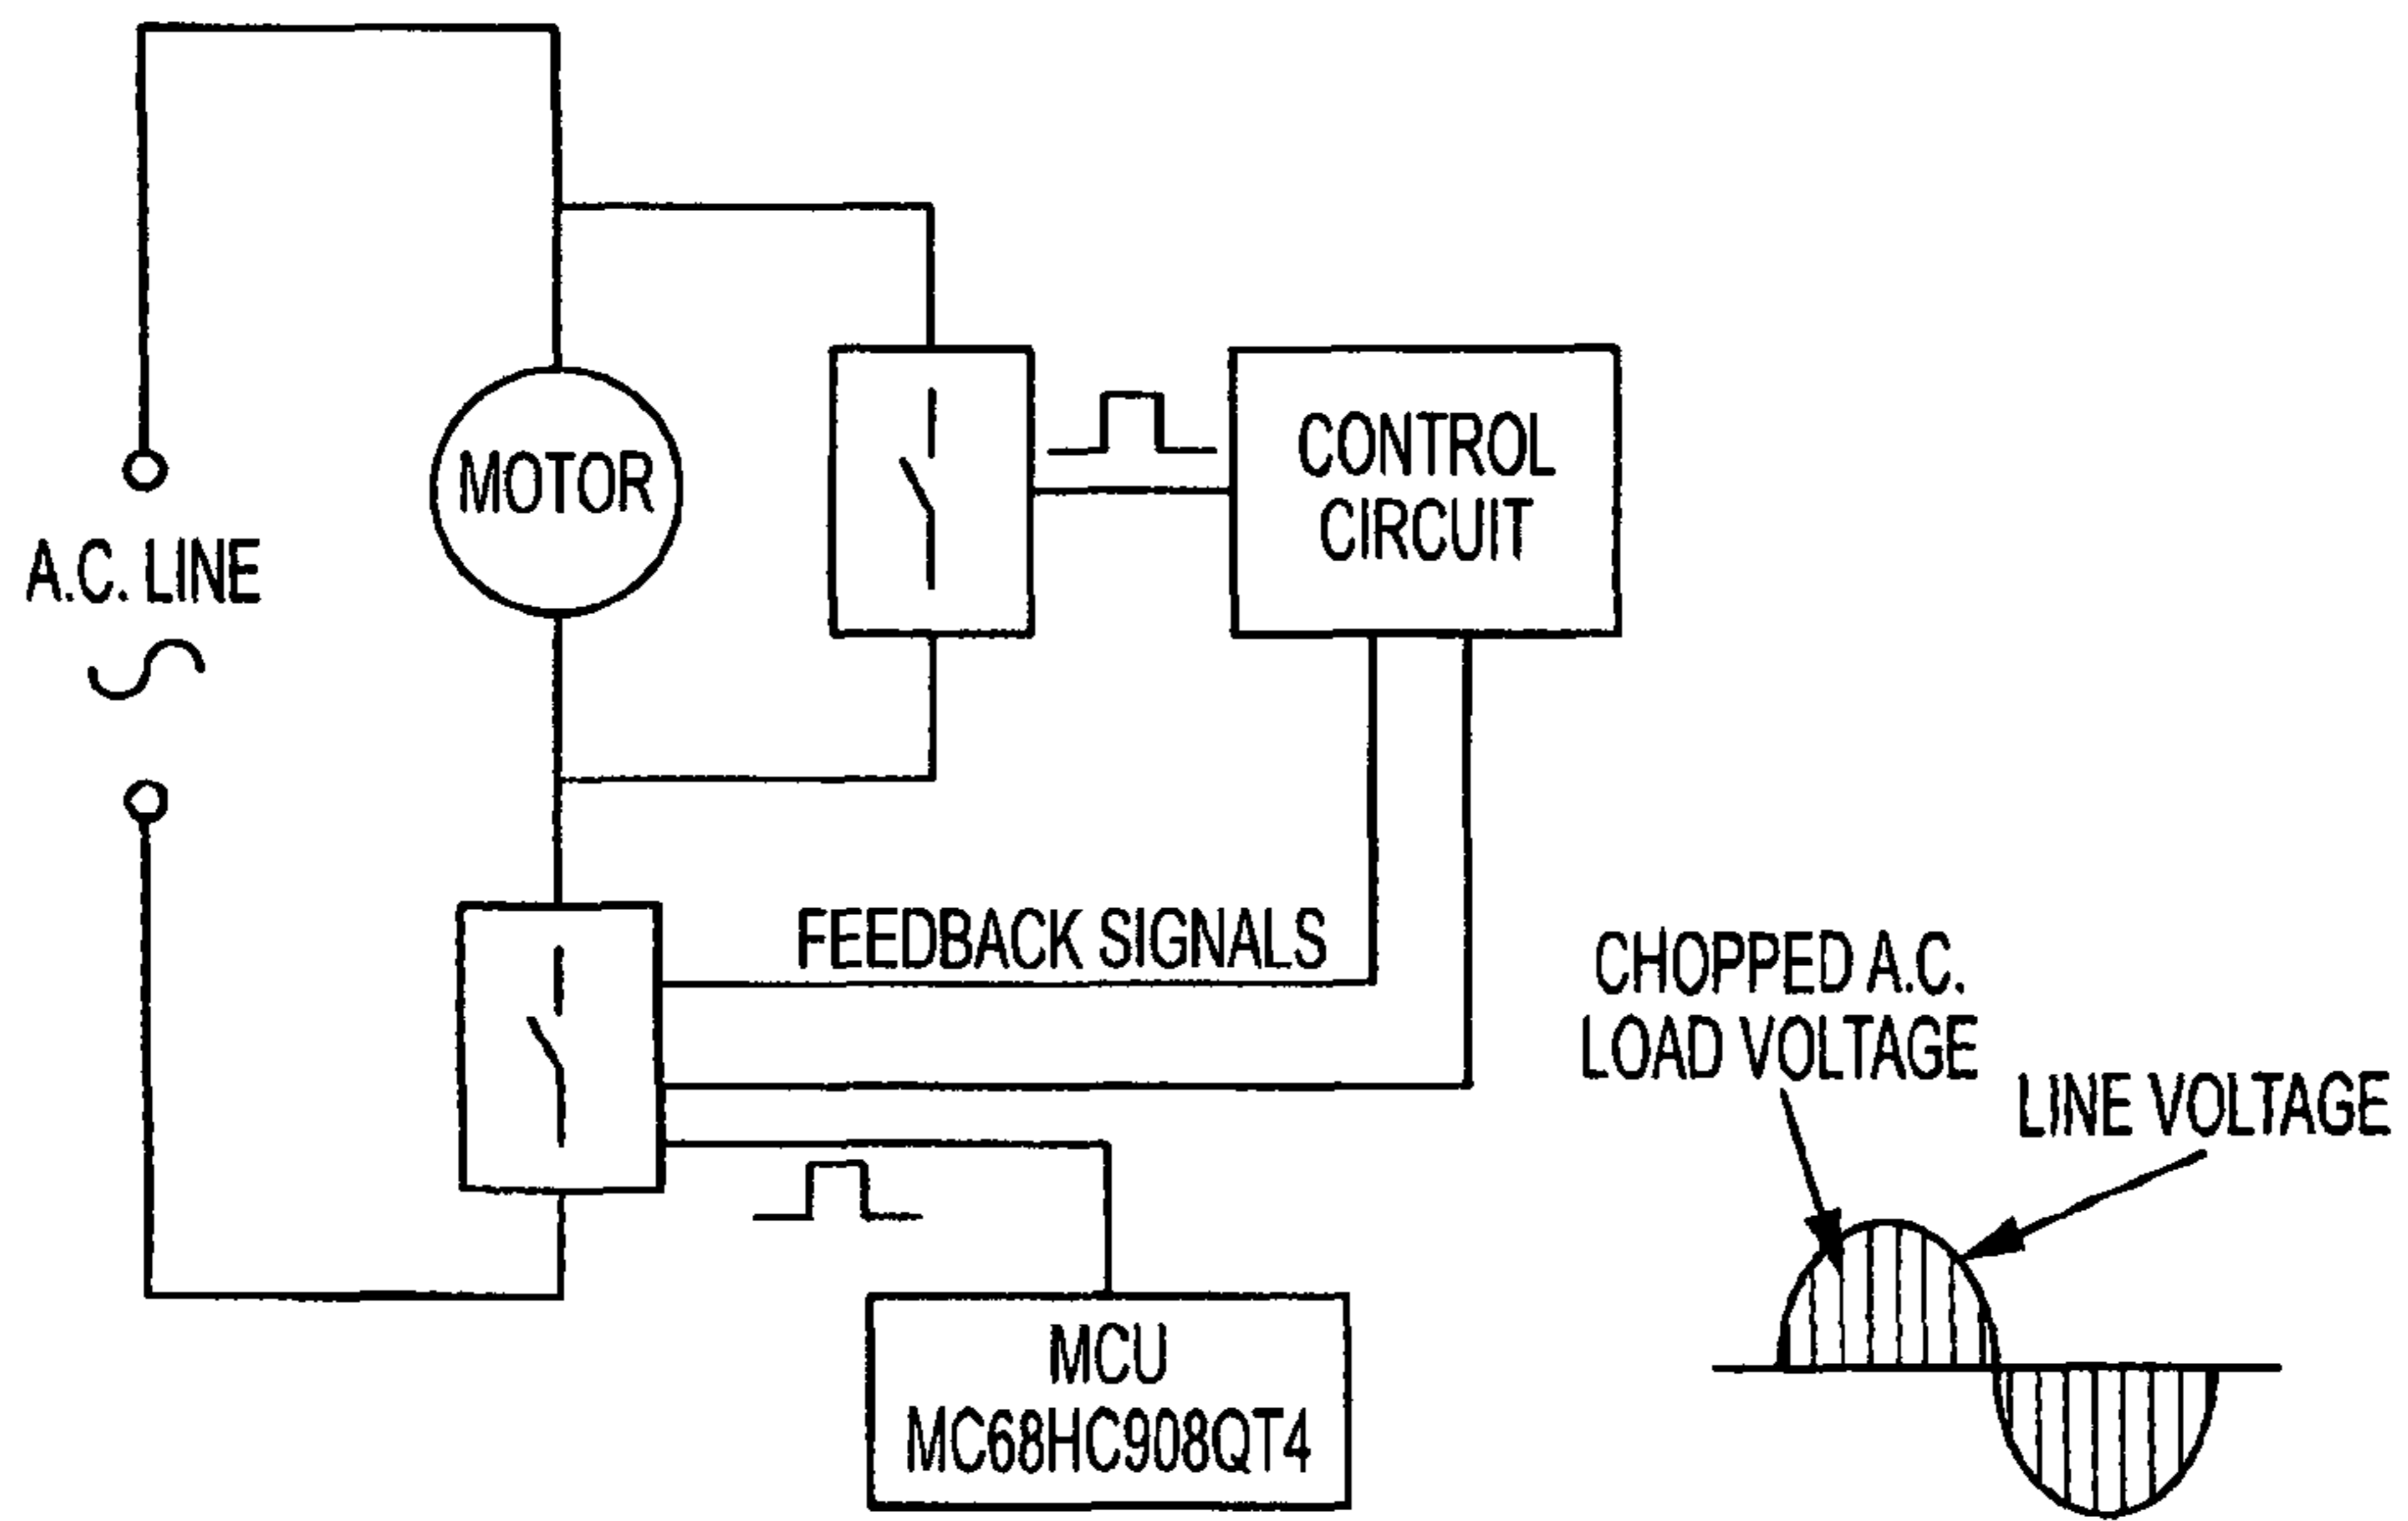 MOTOR
CONTROL
CIRCUIT
A.C. LINE
FEEDBACK SIGNALS
CHOPPED A.C.
LOAD VOLTAGE
LINE VOLTAGE
MCU
MC68HC908QT4